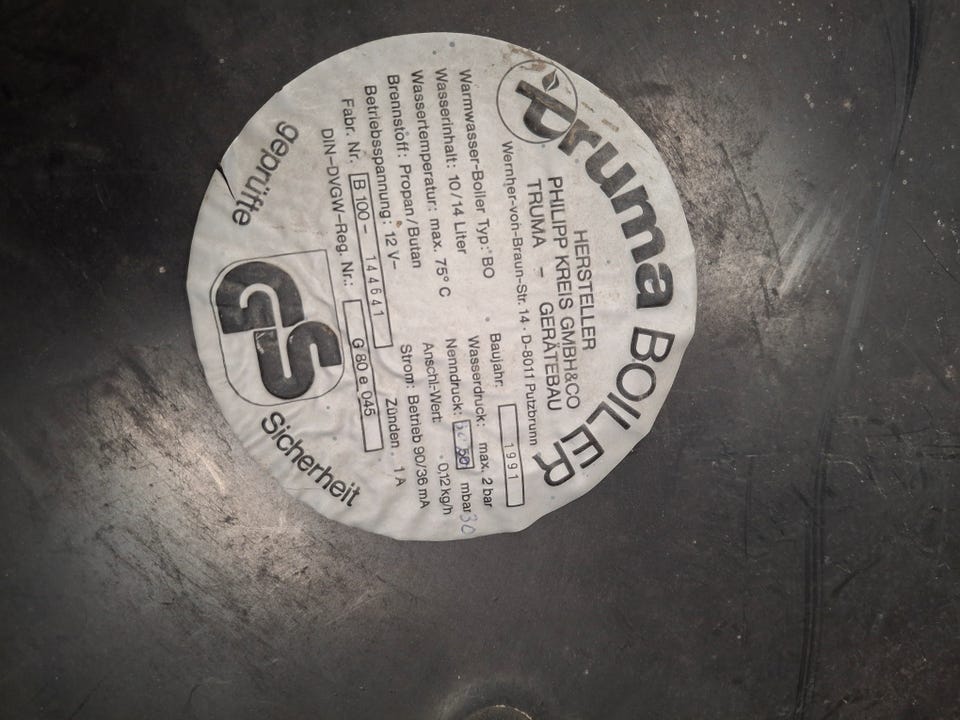 truma BOILER
HERSTELLER
PHILIPP KREIS GMBH&CO
TRUMA - GERÄTEBAU
Wernher-von-Braun-Str. 14 · D-8011 Putzbrunn
Baujahr: 1991
Warmwasser-Boiler Typ: BO
Wasserdruck: max. 2 bar
Wasserinhalt: 10/14 Liter
Nenndruck: mbar 30
Wassertemperatur: max. 75° C
Anschl-Wert: 0,12 kg/h
Brennstoff: Propan/Butan
Strom: Betrieb 90/36 mA
Betriebsspannung: 12 V-
Zünden . 1 A
Fabr. Nr. B 100 - 14461
DIN-DVGW-Reg. Nr.: G 80 e 045
geprüfte
GS
Sicherheit